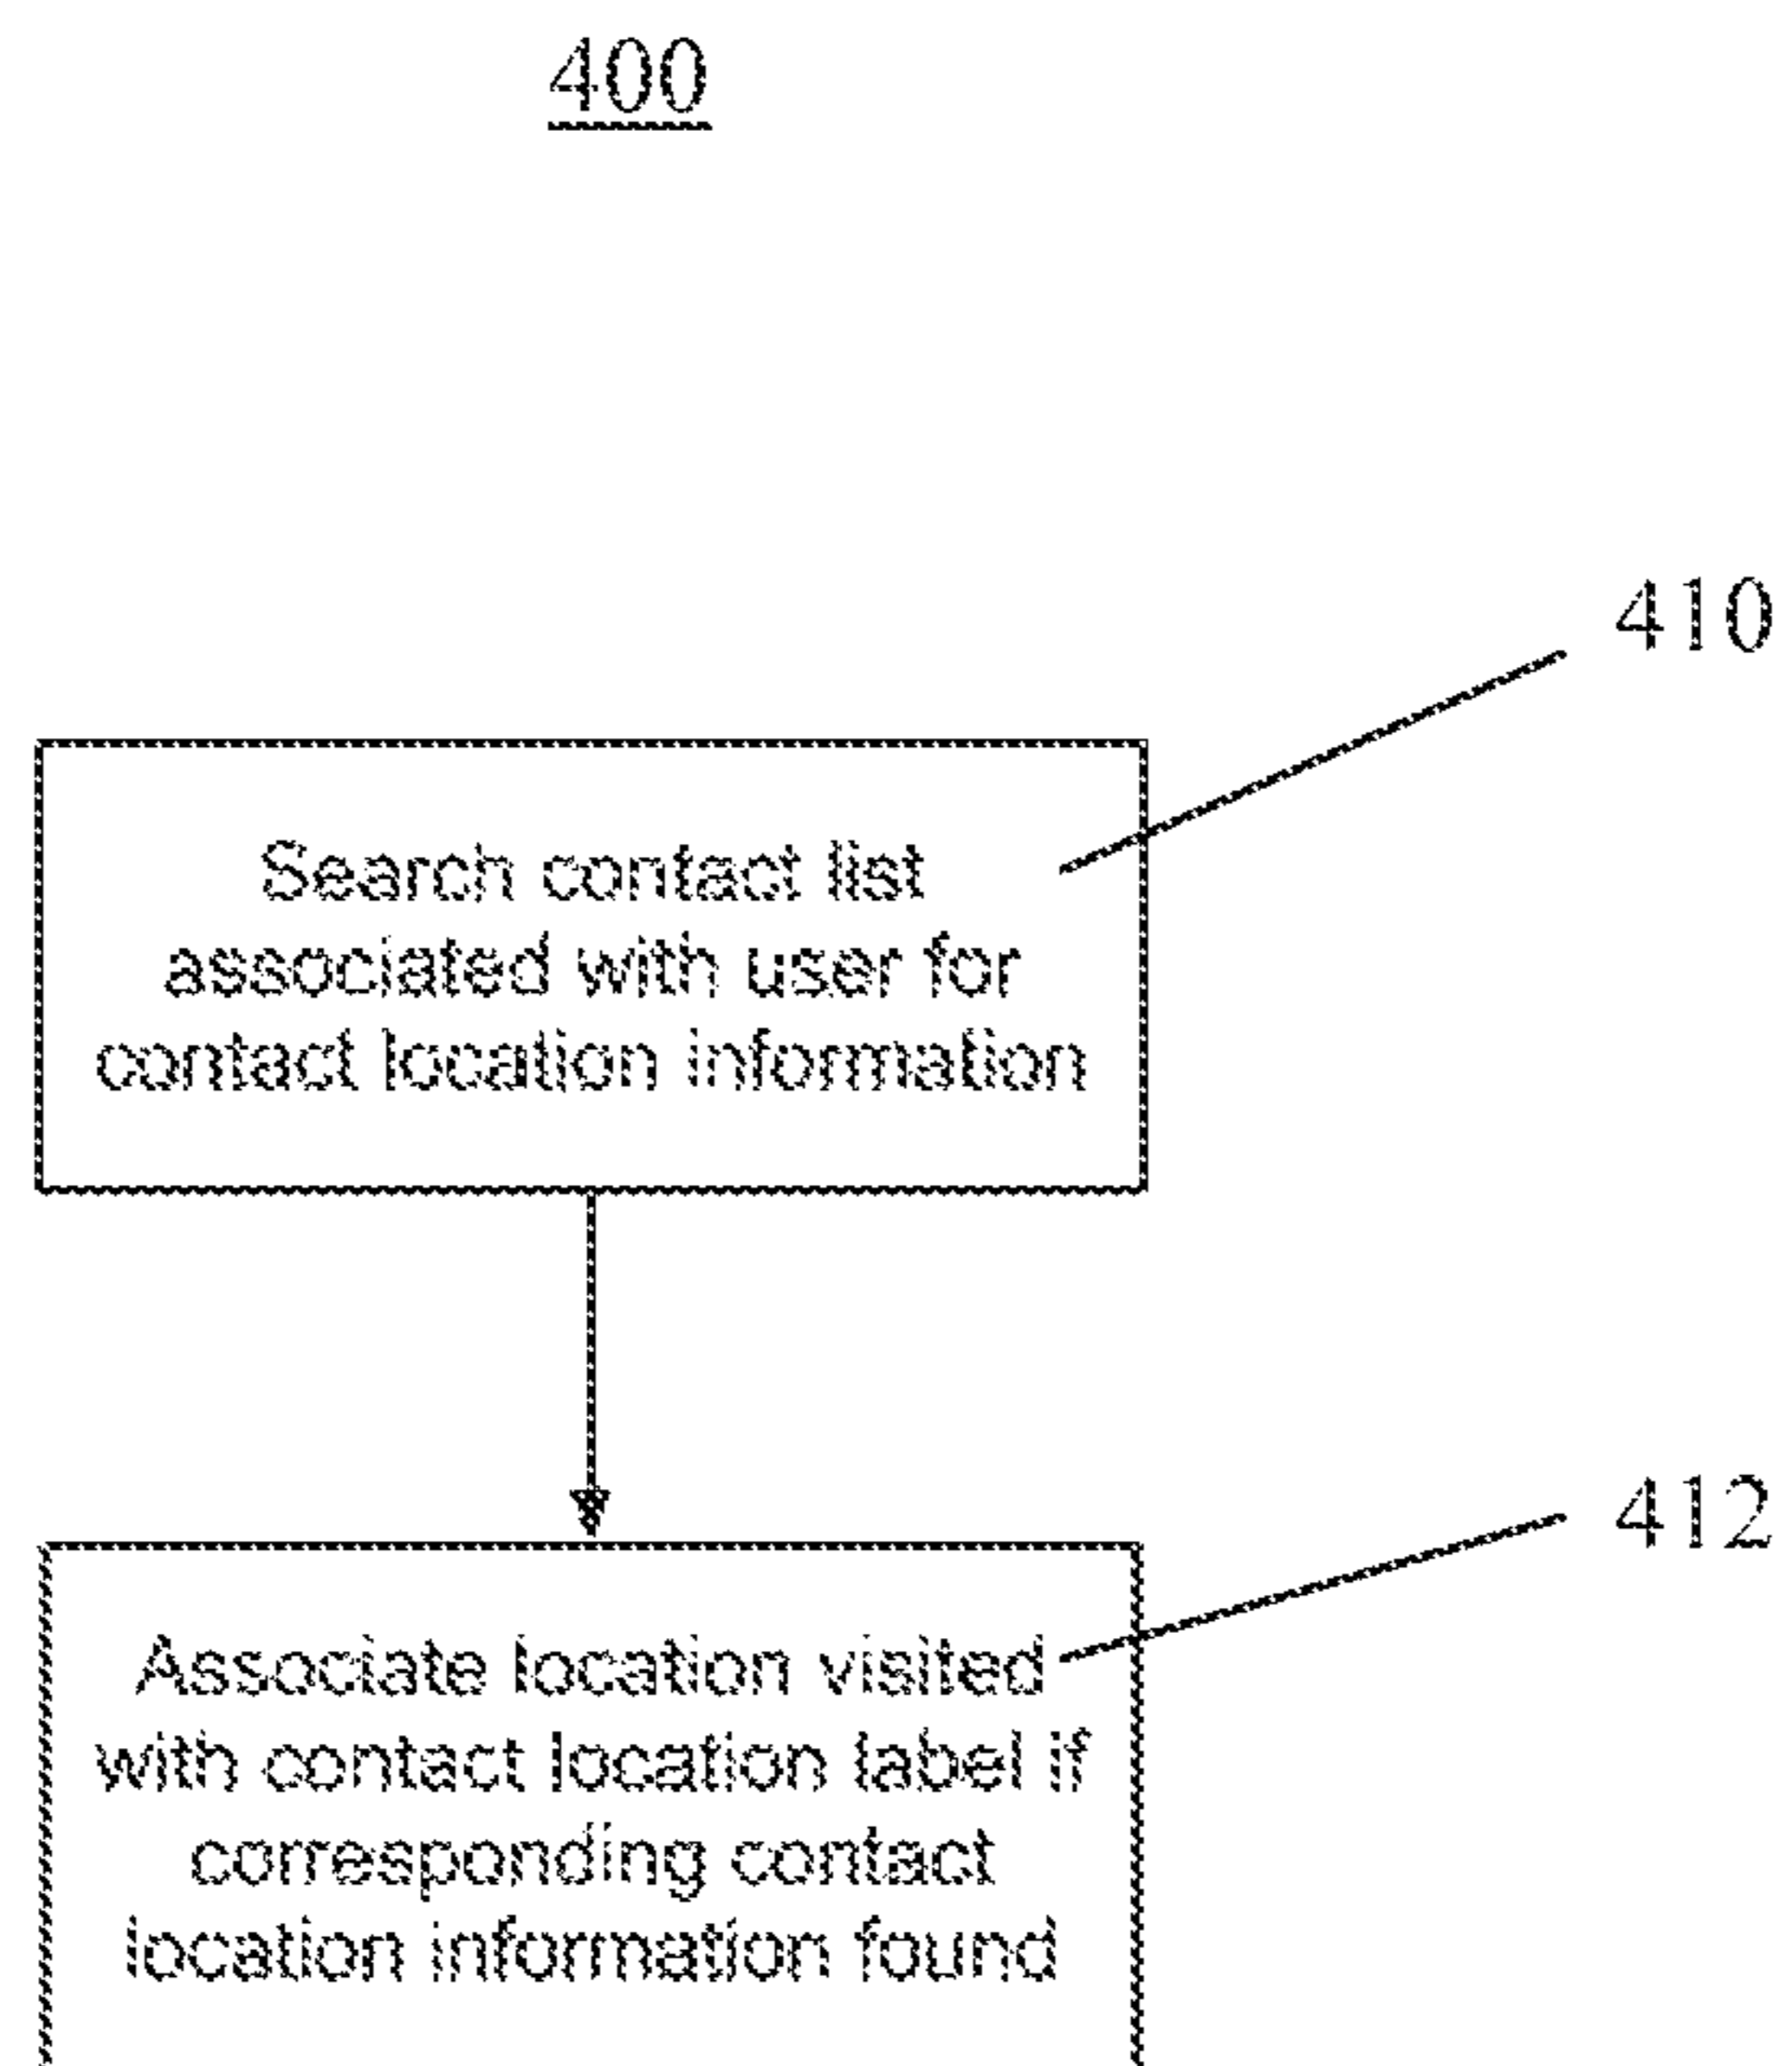 400
410
Search contact list
associated with user for
contact location information
412
Associate location visited
with contact location label if
corresponding contact
location information found